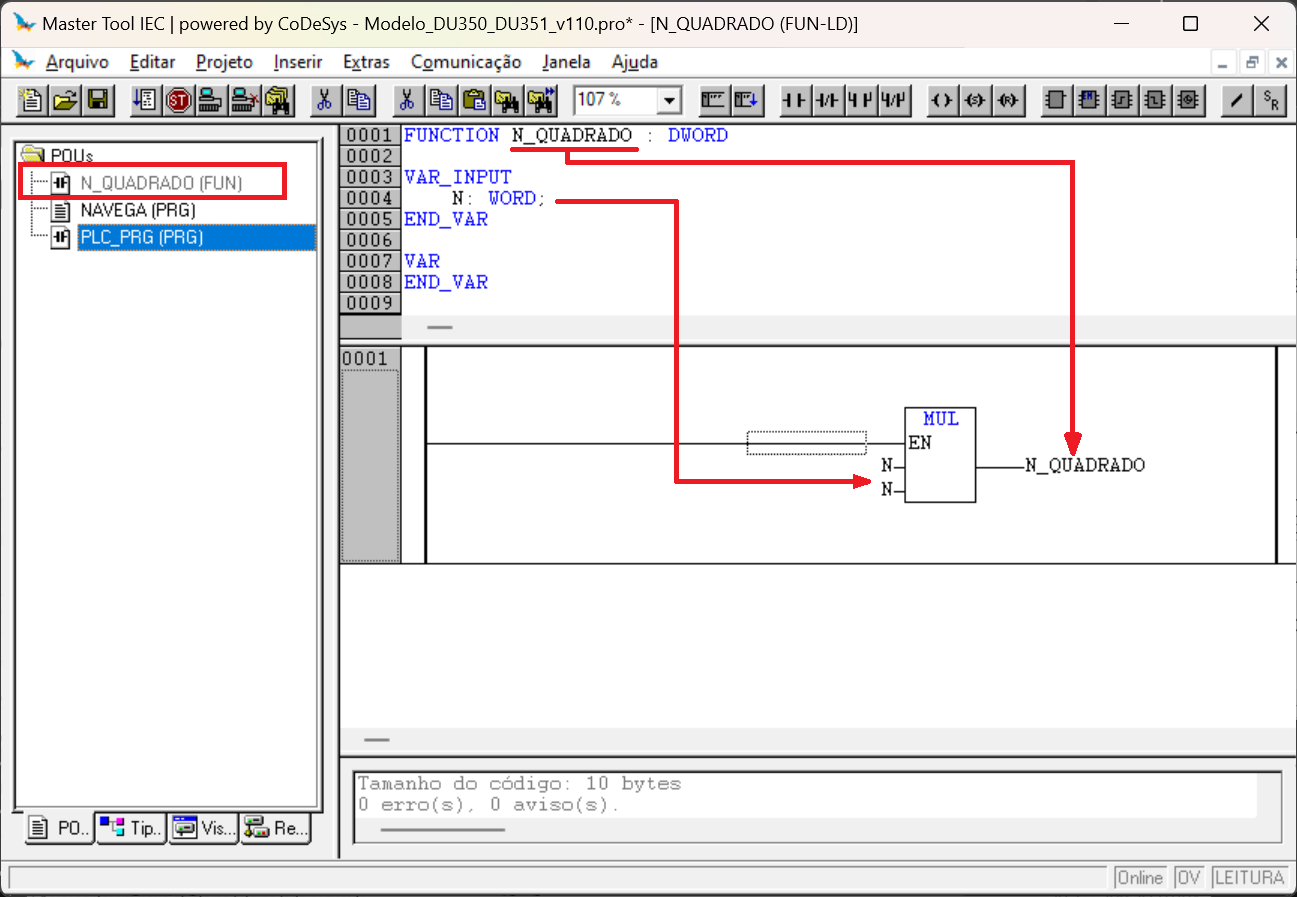 Master Tool IEC | powered by CoDeSys - Modelo_DU350_DU351_v110.pro* - [N_QUADRADO (FUN-LD)]
Arquivo Editar Projeto Inserir Extras Comunicação Janela Ajuda
ST 107 % S R
POUs
N_QUADRADO (FUN)
NAVEGA (PRG)
PLC_PRG (PRG)
PO.. Tip.. Vis... Re...
0001 FUNCTION N_QUADRADO : DWORD
0002
0003 VAR_INPUT
0004 N: WORD;
0005 END_VAR
0006
0007 VAR
0008 END_VAR
0009
0001
MUL
EN
N N_QUADRADO
N
Tamanho do código: 10 bytes
0 erro(s), 0 aviso(s).
Online OV LEITURA